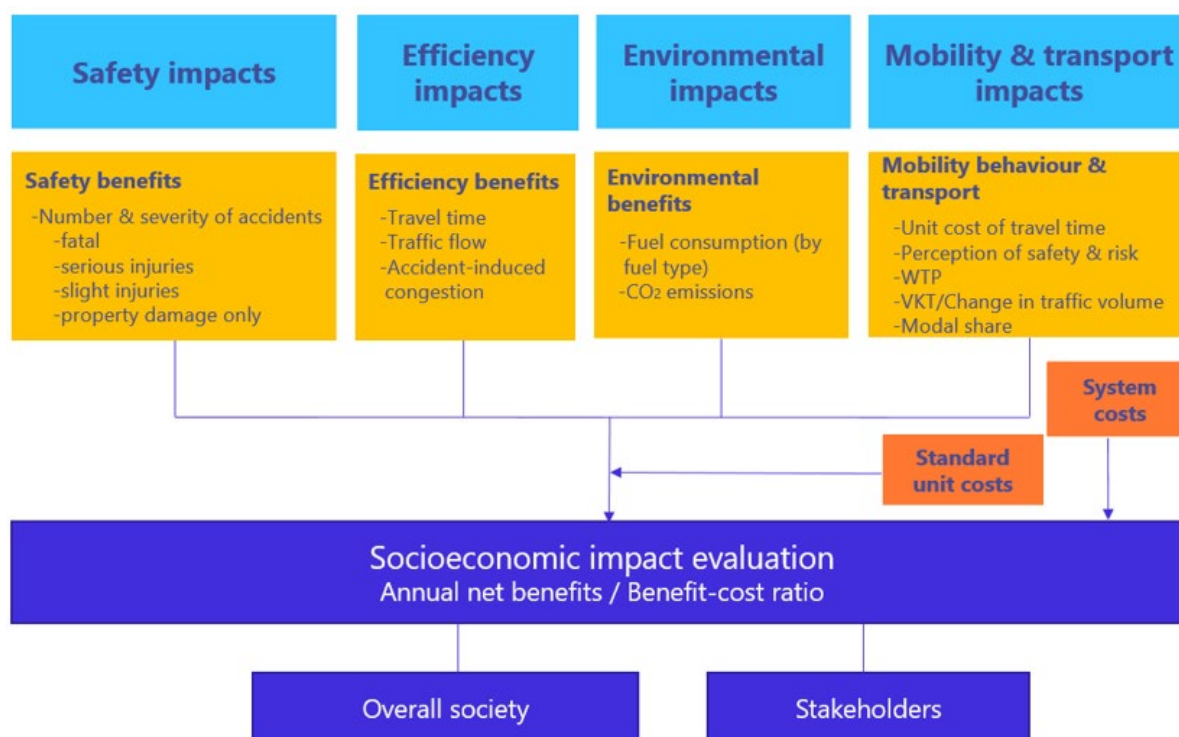 Safety impacts
Efficiency
impacts
Environmental
impacts
Mobility & transport
impacts
Safety benefits
-Number & severity of accidents
-fatal
-serious injuries
-slight injuries
-property damage only
Efficiency benefits
-Travel time
-Traffic flow
-Accident-induced
congestion
Environmental
benefits
-Fuel consumption (by
fuel type)
-CO₂ emissions
Mobility behaviour &
transport
-Unit cost of travel time
-Perception of safety & risk
-WTP
-VKT/Change in traffic volume
-Modal share
System
costs
Standard
unit costs
Socioeconomic impact evaluation
Annual net benefits / Benefit-cost ratio
Overall society
Stakeholders